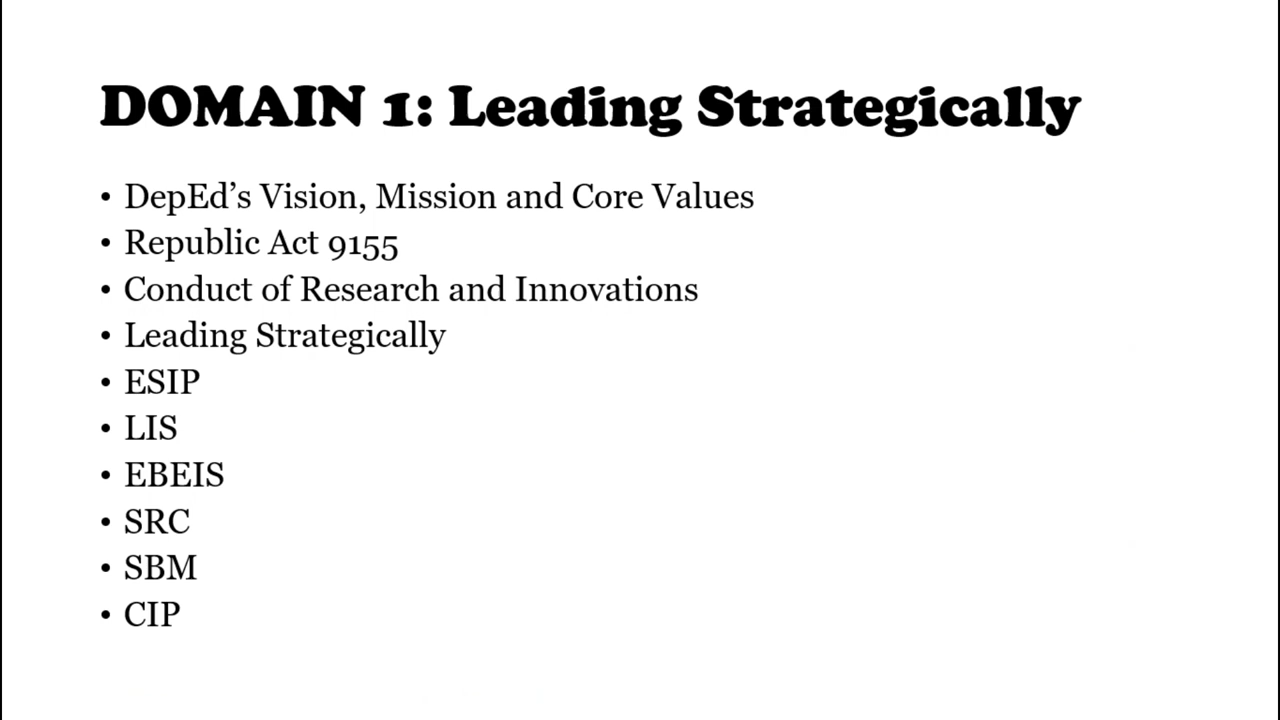 DOMAIN 1: Leading Strategically
• DepEd’s Vision, Mission and Core Values
• Republic Act 9155
• Conduct of Research and Innovations
• Leading Strategically
• ESIP
• LIS
• EBEIS
• SRC
• SBM
• CIP